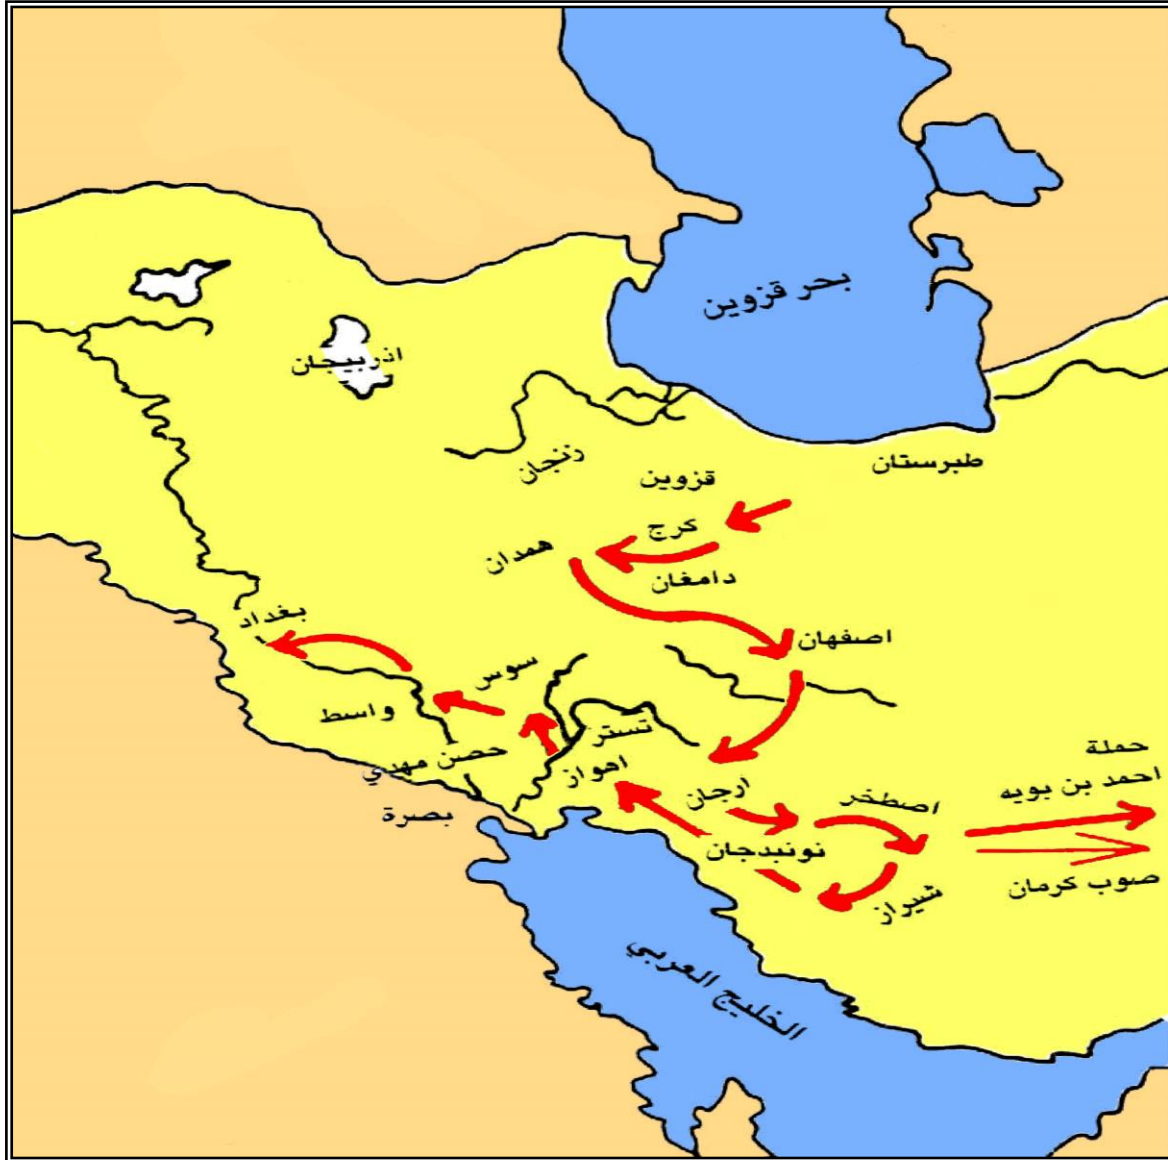 بحر قزوين
اذربيجان
زنجان
قزوين
طبرستان
كرج
همدان
دامغان
اصفهان
بغداد
سوس
واسط
تستر
حصن مهدي
اهواز
بصرة
ارجان
اصطخر
حملة
احمد بن بويه
نونبدجان
شيراز
صوب كرمان
الخليج العربي